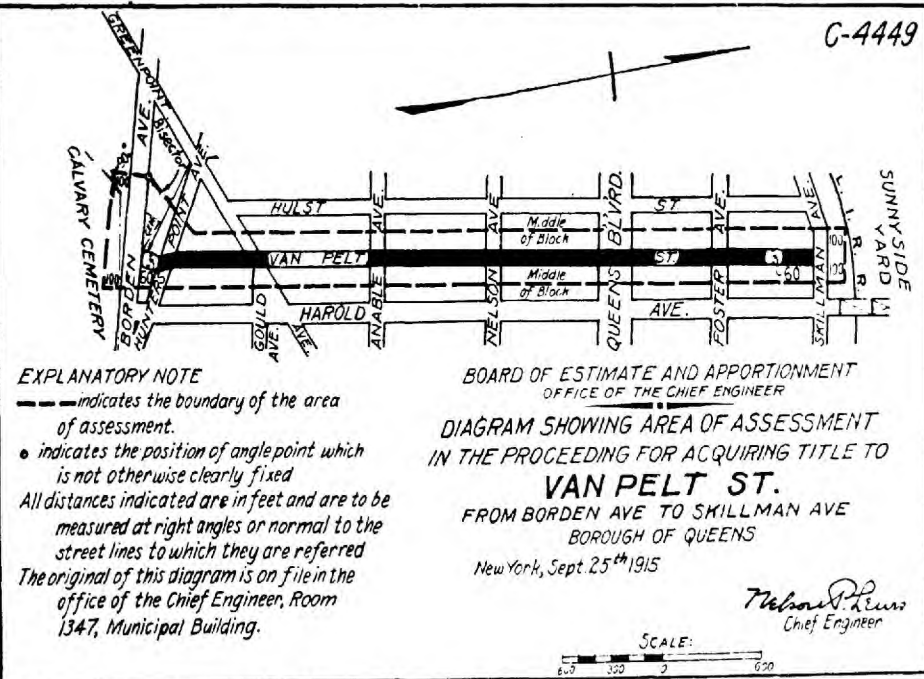 C-4449
GREENPOINT AVE.
Bisector
CALVARY CEMETERY
BORDEN AVE.
HUNTERS POINT AVE.
HULST ST.
Middle of Block
VAN PELT ST.
60
Middle of Block
HAROLD AVE.
GOULD AVE.
ANABLE AVE.
NELSON AVE.
QUEENS BL'VRD.
FOSTER AVE.
SKILLMAN AVE.
100
100
100
L. I. R. R.
SUNNYSIDE YARD
EXPLANATORY NOTE
indicates the boundary of the area
of assessment.
indicates the position of angle point which
is not otherwise clearly fixed
All distances indicated are in feet and are to be
measured at right angles or normal to the
street lines to which they are referred
The original of this diagram is on file in the
office of the Chief Engineer, Room
1347, Municipal Building.
BOARD OF ESTIMATE AND APPORTIONMENT
OFFICE OF THE CHIEF ENGINEER
DIAGRAM SHOWING AREA OF ASSESSMENT
IN THE PROCEEDING FOR ACQUIRING TITLE TO
VAN PELT ST.
FROM BORDEN AVE TO SKILLMAN AVE
BOROUGH OF QUEENS
New York, Sept. 25th 1915
Nelson P. Lewis
Chief Engineer
SCALE:
600 300 0 600